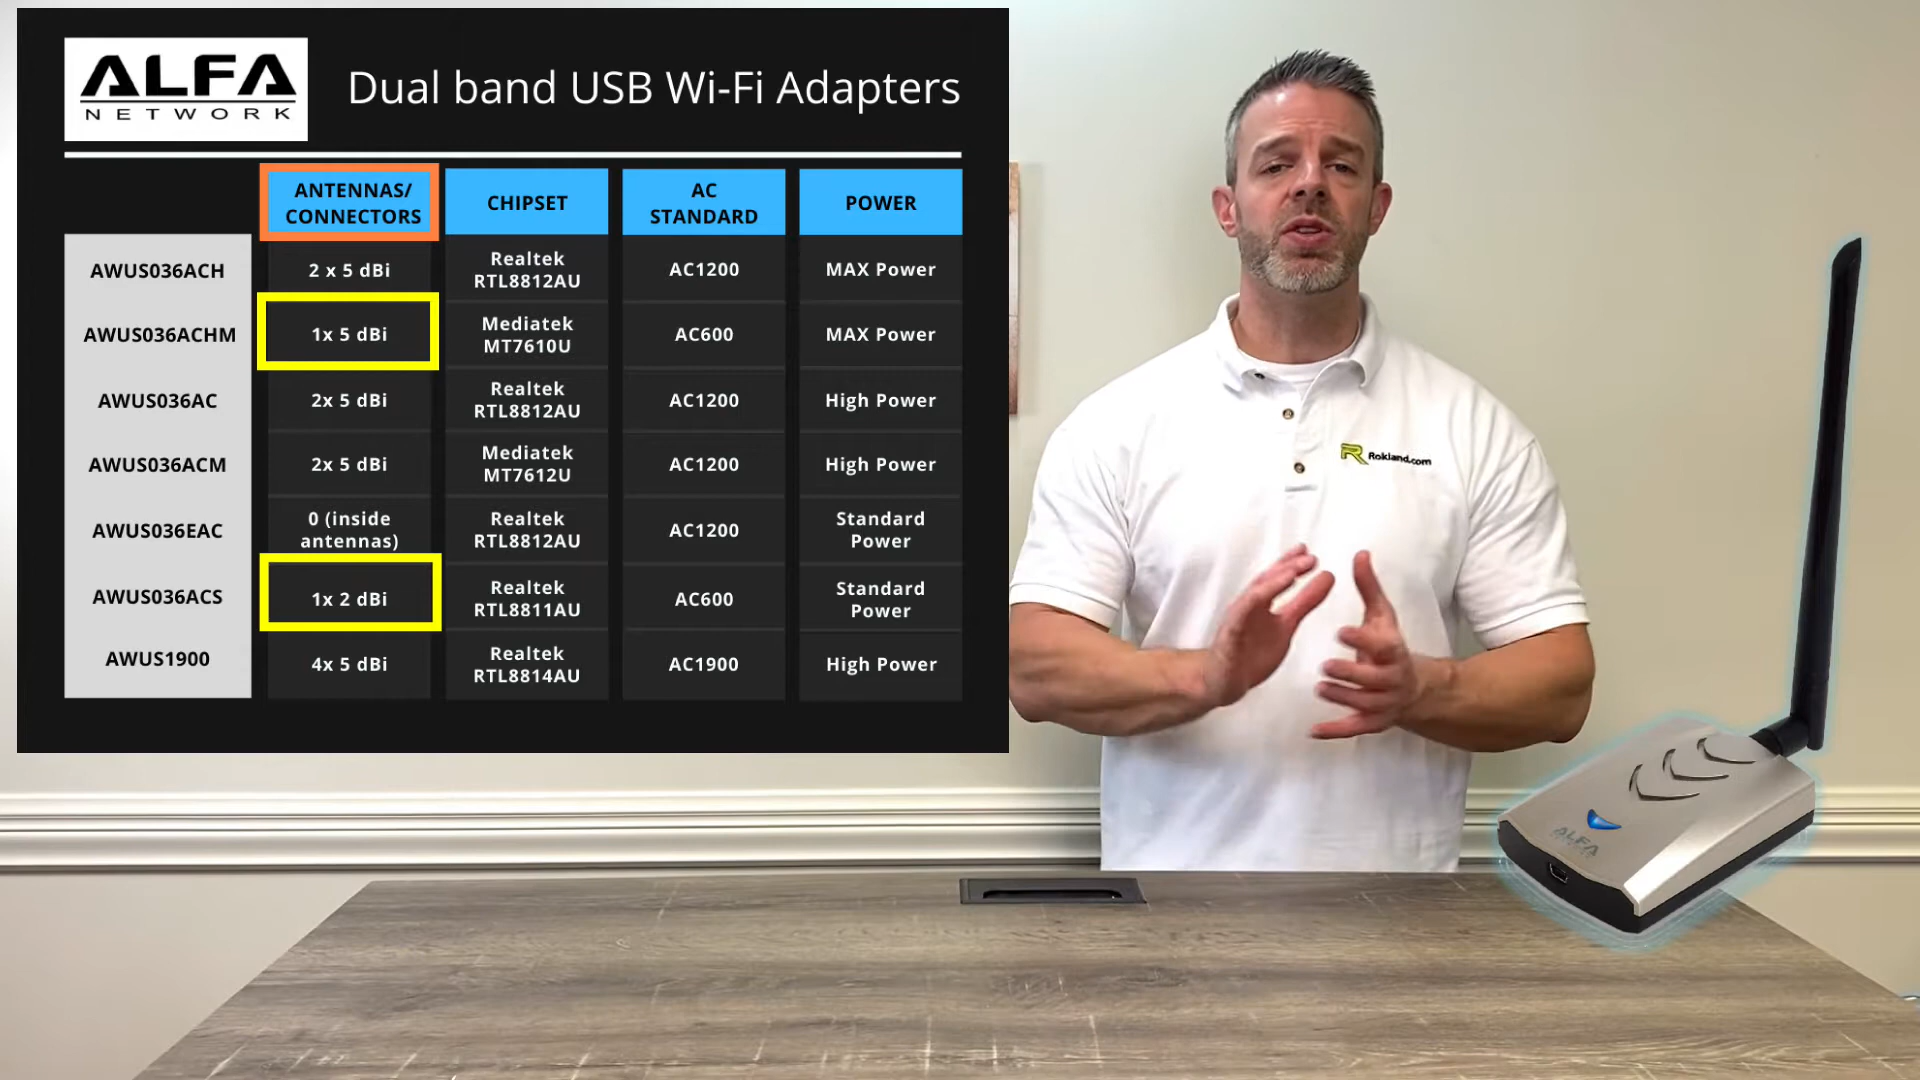 ALFA
NETWORK
Dual band USB Wi-Fi Adapters
ANTENNAS/
CONNECTORS
CHIPSET
AC
STANDARD
POWER
AWUS036ACH
2 x 5 dBi
Realtek
RTL8812AU
AC1200
MAX Power
AWUS036ACHM
1x 5 dBi
Mediatek
MT7610U
AC600
MAX Power
AWUS036AC
2x 5 dBi
Realtek
RTL8812AU
AC1200
High Power
AWUS036ACM
2x 5 dBi
Mediatek
MT7612U
AC1200
High Power
AWUS036EAC
0 (inside
antennas)
Realtek
RTL8812AU
AC1200
Standard
Power
AWUS036ACS
1x 2 dBi
Realtek
RTL8811AU
AC600
Standard
Power
AWUS1900
4x 5 dBi
Realtek
RTL8814AU
AC1900
High Power
R Rokland.com
ALFA